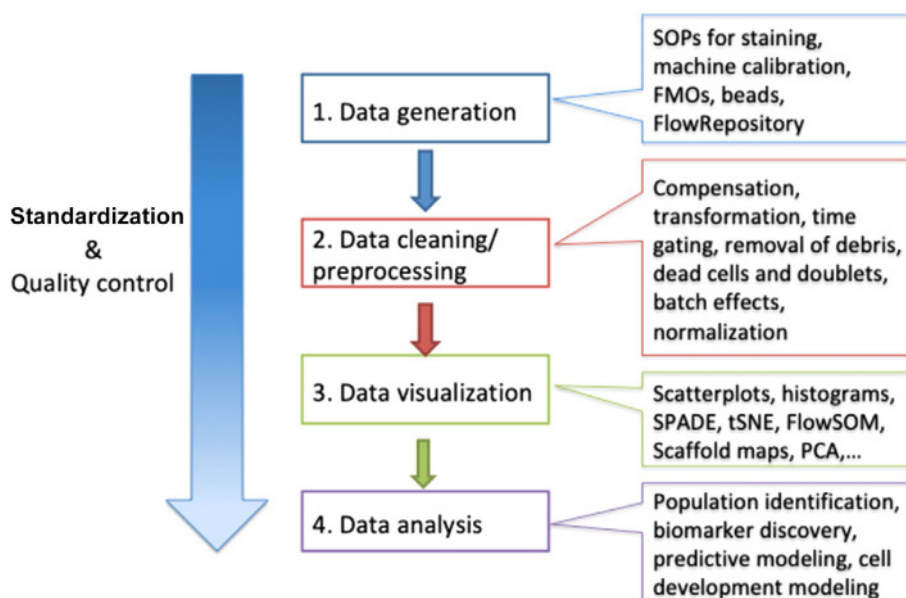 Standardization
&
Quality control
1. Data generation
SOPs for staining,
machine calibration,
FMOs, beads,
FlowRepository
2. Data cleaning/
preprocessing
Compensation,
transformation, time
gating, removal of debris,
dead cells and doublets,
batch effects,
normalization
3. Data visualization
Scatterplots, histograms,
SPADE, tSNE, FlowSOM,
Scaffold maps, PCA,...
4. Data analysis
Population identification,
biomarker discovery,
predictive modeling, cell
development modeling